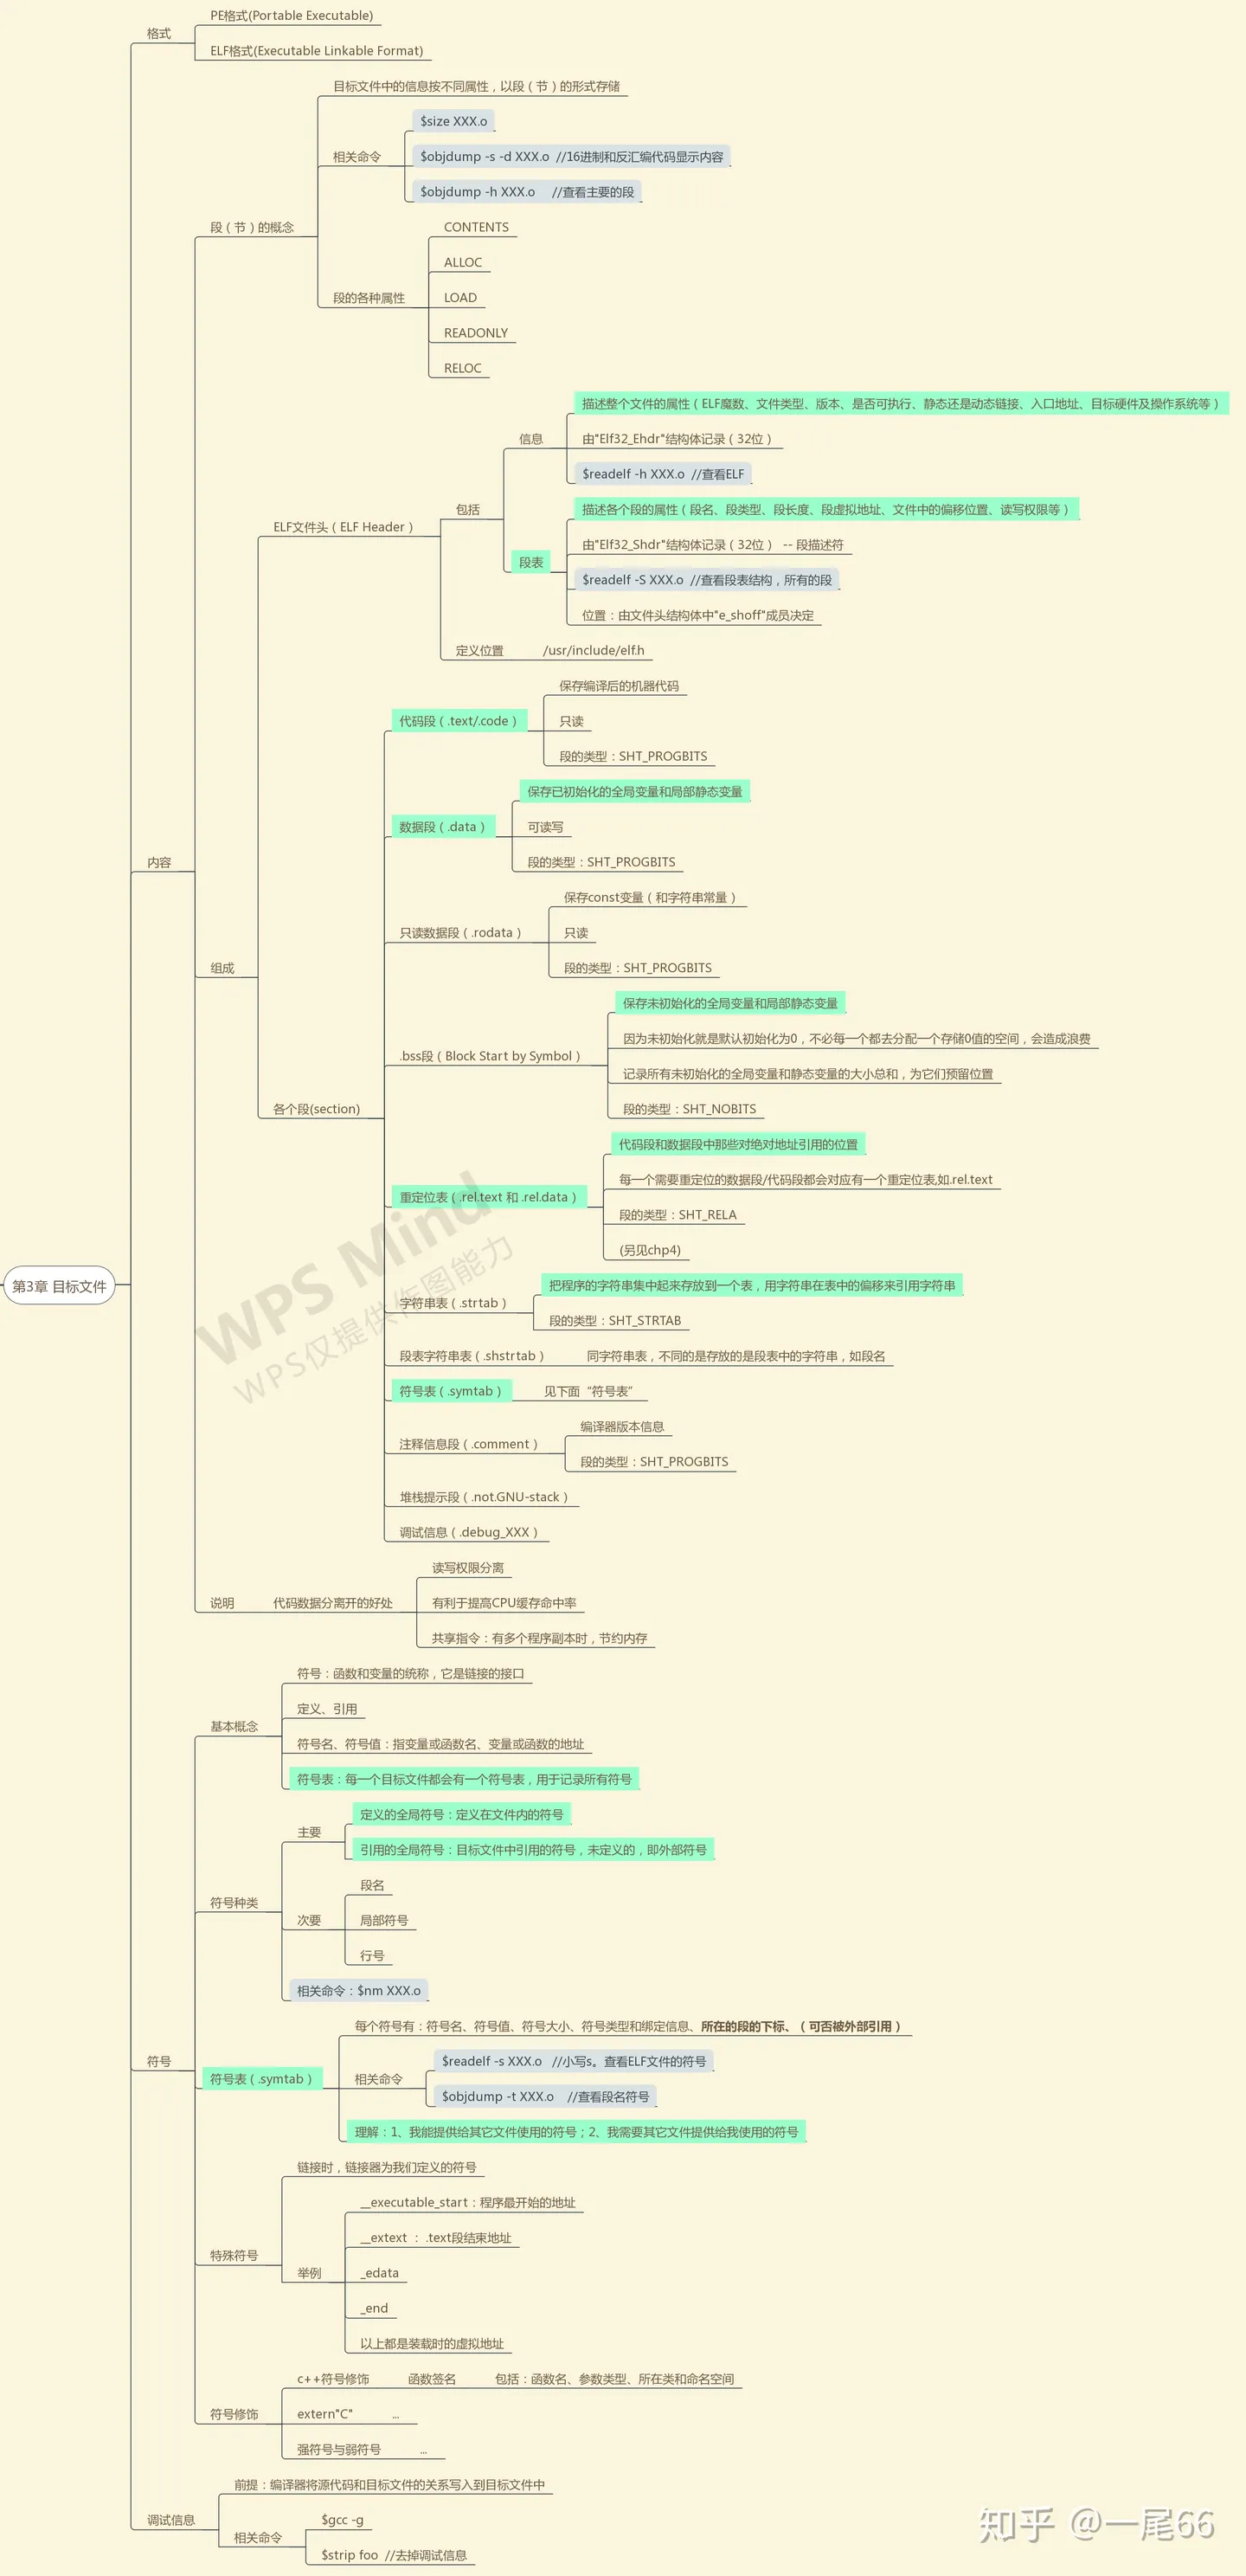 格式
PE格式(Portable Executable)
ELF格式(Executable Linkable Format)
目标文件中的信息按不同属性，以段（节）的形式存储
$size XXX.o
相关命令
$objdump -s -d XXX.o //16进制和反汇编代码显示内容
$objdump -h XXX.o //查看主要的段
段（节）的概念
CONTENTS
ALLOC
段的各种属性
LOAD
READONLY
RELOC
描述整个文件的属性（ELF魔数、文件类型、版本、是否可执行、静态还是动态链接、入口地址、目标硬件及操作系统等）
信息
由"Elf32_Ehdr"结构体记录（32位）
$readelf -h XXX.o //查看ELF
包括
描述各个段的属性（段名、段类型、段长度、段虚拟地址、文件中的偏移位置、读写权限等）
ELF文件头（ELF Header）
由"Elf32_Shdr"结构体记录（32位） -- 段描述符
段表
$readelf -S XXX.o //查看段表结构，所有的段
位置：由文件头结构体中"e_shoff"成员决定
定义位置
/usr/include/elf.h
保存编译后的机器代码
代码段（.text/.code）
只读
段的类型：SHT_PROGBITS
保存已初始化的全局变量和局部静态变量
数据段（.data）
可读写
段的类型：SHT_PROGBITS
内容
保存const变量（和字符串常量）
只读数据段（.rodata）
只读
段的类型：SHT_PROGBITS
组成
保存未初始化的全局变量和局部静态变量
因为未初始化就是默认初始化为0，不必每一个都去分配一个存储0值的空间，会造成浪费
.bss段（Block Start by Symbol）
记录所有未初始化的全局变量和静态变量的大小总和，为它们预留位置
段的类型：SHT_NOBITS
各个段(section)
代码段和数据段中那些对绝对地址引用的位置
每一个需要重定位的数据段/代码段都会对应有一个重定位表,如.rel.text
重定位表（.rel.text 和 .rel.data）
段的类型：SHT_RELA
(另见chp4)
第3章 目标文件
把程序的字符串集中起来存放到一个表，用字符串在表中的偏移来引用字符串
字符串表（.strtab）
段的类型：SHT_STRTAB
段表字符串表（.shstrtab）
同字符串表，不同的是存放的是段表中的字符串，如段名
符号表（.symtab）
见下面“符号表”
编译器版本信息
注释信息段（.comment）
段的类型：SHT_PROGBITS
堆栈提示段（.not.GNU-stack）
调试信息（.debug_XXX）
WPS Mind
WPS仅提供作图能力
读写权限分离
说明
代码数据分离开的好处
有利于提高CPU缓存命中率
共享指令：有多个程序副本时，节约内存
符号：函数和变量的统称，它是链接的接口
定义、引用
基本概念
符号名、符号值：指变量或函数名、变量或函数的地址
符号表：每一个目标文件都会有一个符号表，用于记录所有符号
定义的全局符号：定义在文件内的符号
主要
引用的全局符号：目标文件中引用的符号，未定义的，即外部符号
段名
符号种类
次要
局部符号
行号
相关命令：$nm XXX.o
每个符号有：符号名、符号值、符号大小、符号类型和绑定信息、所在的段的下标、（可否被外部引用）
符号
$readelf -s XXX.o //小写s。查看ELF文件的符号
符号表（.symtab）
相关命令
$objdump -t XXX.o //查看段名符号
理解：1、我能提供给其它文件使用的符号；2、我需要其它文件提供给我使用的符号
链接时，链接器为我们定义的符号
__executable_start：程序最开始的地址
__extext ： .text段结束地址
特殊符号
举例
_edata
_end
以上都是装载时的虚拟地址
c++符号修饰
函数签名
包括：函数名、参数类型、所在类和命名空间
符号修饰
extern"C"
...
强符号与弱符号
...
前提：编译器将源代码和目标文件的关系写入到目标文件中
调试信息
$gcc -g
相关命令
$strip foo //去掉调试信息
知乎 @一尾66